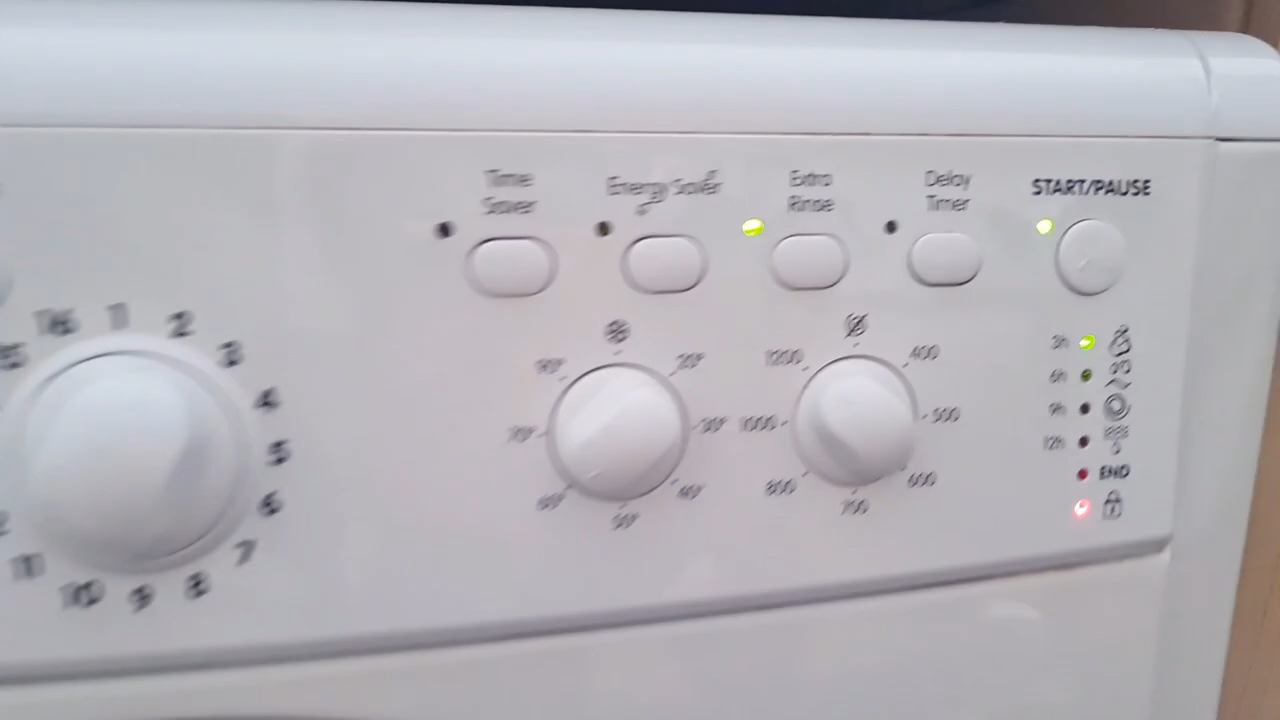 Time
Saver
Energy Saver
Extra
Rinse
Delay
Timer
START/PAUSE
11
2
3
4
5
6
7
8
9
10
11
90°
20°
30°
40°
50°
60°
70°
1200
400
500
600
700
800
1000
3h
6h
9h
12h
END